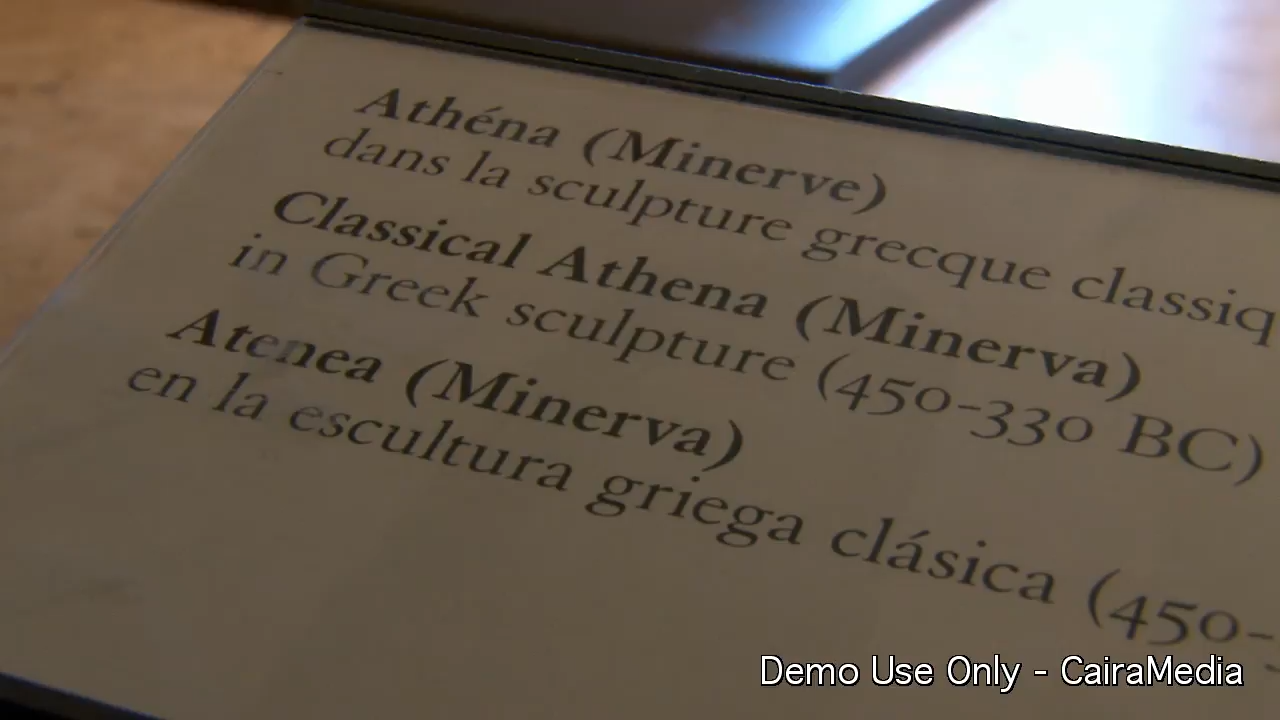 Athéna (Minerve)
dans la sculpture grecque classiq
Classical Athena (Minerva)
in Greek sculpture (450-330 BC)
Atenea (Minerva)
en la escultura griega clásica (450-
Demo Use Only - CairaMedia